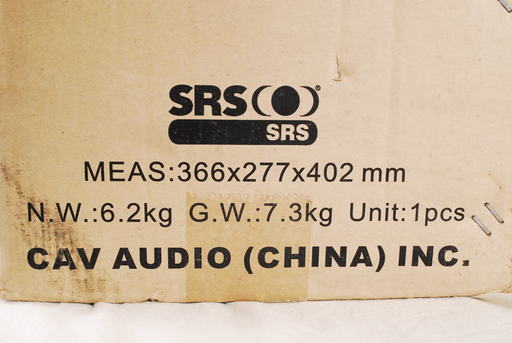 SRS(●)®
SRS
MEAS:366x277x402 mm
N.W.:6.2kg G.W.:7.3kg Unit:1pcs
CAV AUDIO (CHINA) INC.